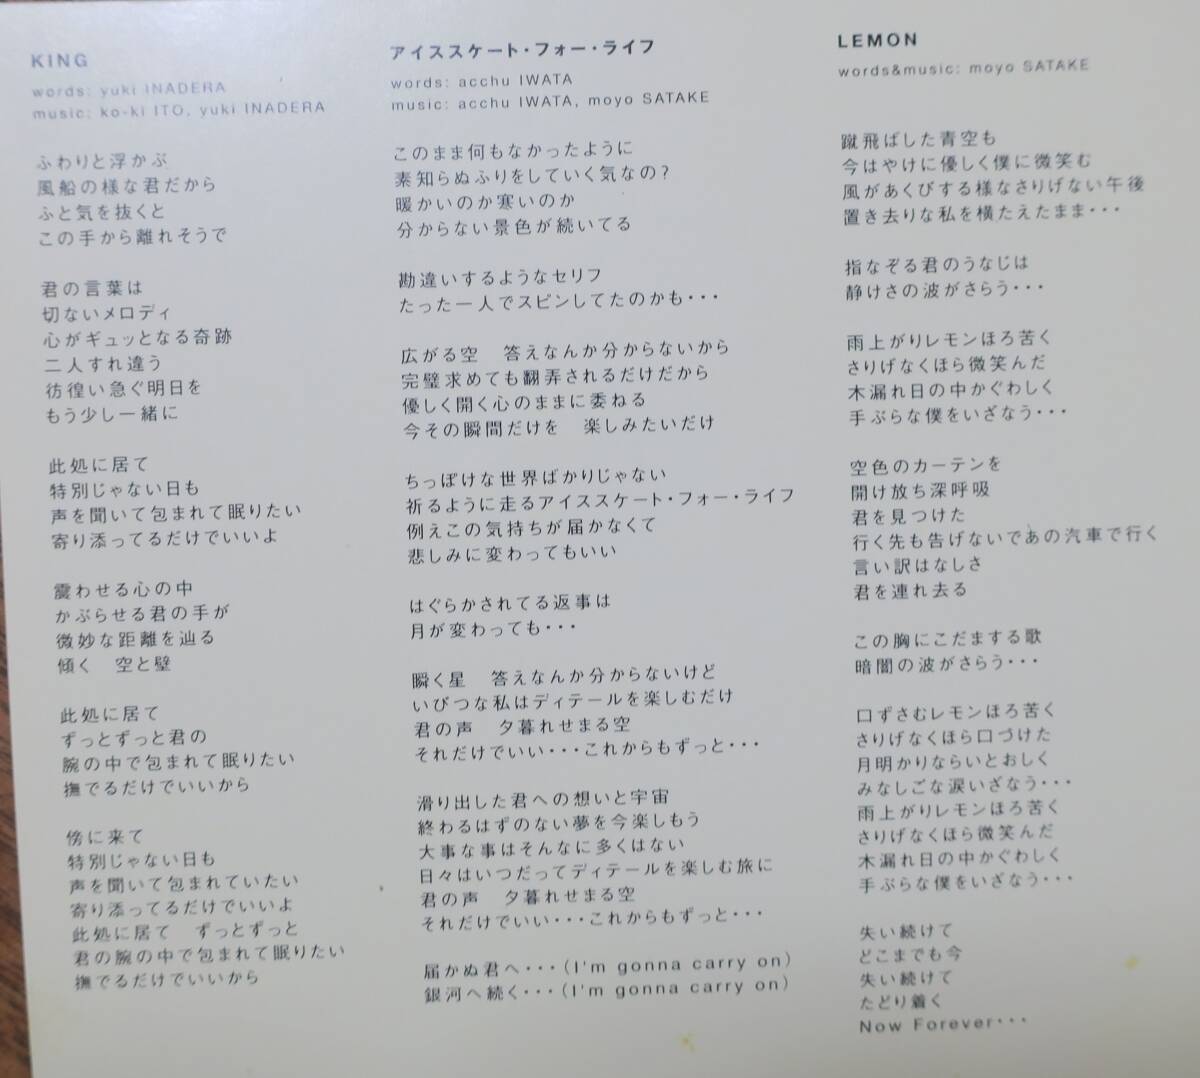 KING
words: yuki INADERA
music: ko-ki ITO, yuki INADERA
ふわりと浮かぶ
風船の様な君だから
ふと気を抜くと
この手から離れそうで
君の言葉は
切ないメロディ
心がギュッとなる奇跡
二人すれ違う
彷徨い急ぐ明日を
もう少し一緒に
此処に居て
特別じゃない日も
声を聞いて包まれて眠りたい
寄り添ってるだけでいいよ
震わせる心の中
かぶらせる君の手が
微妙な距離を辿る
傾く　空と壁
此処に居て
ずっとずっと君の
腕の中で包まれて眠りたい
撫でるだけでいいから
傍に来て
特別じゃない日も
声を聞いて包まれていたい
寄り添ってるだけでいいよ
此処に居て　ずっとずっと
君の腕の中で包まれて眠りたい
撫でるだけでいいから
アイススケート・フォー・ライフ
words: acchu IWATA
music: acchu IWATA, moyo SATAKE
このまま何もなかったように
素知らぬふりをしていく気なの?
暖かいのか寒いのか
分からない景色が続いてる
勘違いするようなセリフ
たった一人でスピンしてたのかも・・・
広がる空　答えなんか分からないから
完璧求めても翻弄されるだけだから
優しく開く心のままに委ねる
今その瞬間だけを　楽しみたいだけ
ちっぽけな世界ばかりじゃない
祈るように走るアイススケート・フォー・ライフ
例えこの気持ちが届かなくて
悲しみに変わってもいい
はぐらかされてる返事は
月が変わっても・・・
瞬く星　答えなんか分からないけど
いびつな私はディテールを楽しむだけ
君の声　夕暮れせまる空
それだけでいい・・・これからもずっと・・・
滑り出した君への想いと宇宙
終わるはずのない夢を今楽しもう
大事な事はそんなに多くはない
日々はいつだってディテールを楽しむ旅に
君の声　夕暮れせまる空
それだけでいい・・・これからもずっと・・・
届かぬ君へ・・・(I'm gonna carry on)
銀河へ続く・・・(I'm gonna carry on)
LEMON
words&music: moyo SATAKE
蹴飛ばした青空も
今はやけに優しく僕に微笑む
風があくびする様なさりげない午後
置き去りな私を横たえたまま・・・
指なぞる君のうなじは
静けさの波がさらう・・・
雨上がりレモンほろ苦く
さりげなくほら微笑んだ
木漏れ日の中かぐわしく
手ぶらな僕をいざなう・・・
空色のカーテンを
開け放ち深呼吸
君を見つけた
行く先も告げないであの汽車で行く
言い訳はなしさ
君を連れ去る
この胸にこだまする歌
暗闇の波がさらう・・・
口ずさむレモンほろ苦く
さりげなくほら口づけた
月明かりならいとおしく
みなしごな涙いざなう・・・
雨上がりレモンほろ苦く
さりげなくほら微笑んだ
木漏れ日の中かぐわしく
手ぶらな僕をいざなう・・・
失い続けて
どこまでも今
失い続けて
たどり着く
Now Forever・・・